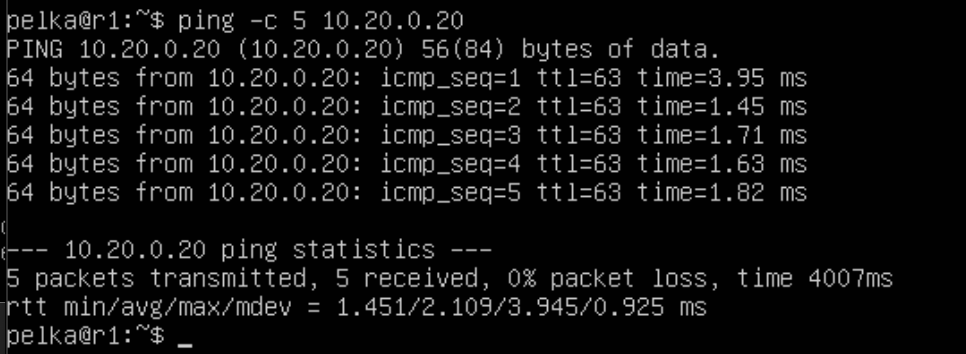 pelka@r1:~$ ping -c 5 10.20.0.20
PING 10.20.0.20 (10.20.0.20) 56(84) bytes of data.
64 bytes from 10.20.0.20: icmp_seq=1 ttl=63 time=3.95 ms
64 bytes from 10.20.0.20: icmp_seq=2 ttl=63 time=1.45 ms
64 bytes from 10.20.0.20: icmp_seq=3 ttl=63 time=1.71 ms
64 bytes from 10.20.0.20: icmp_seq=4 ttl=63 time=1.63 ms
64 bytes from 10.20.0.20: icmp_seq=5 ttl=63 time=1.82 ms
--- 10.20.0.20 ping statistics ---
5 packets transmitted, 5 received, 0% packet loss, time 4007ms
rtt min/avg/max/mdev = 1.451/2.109/3.945/0.925 ms
pelka@r1:~$ _